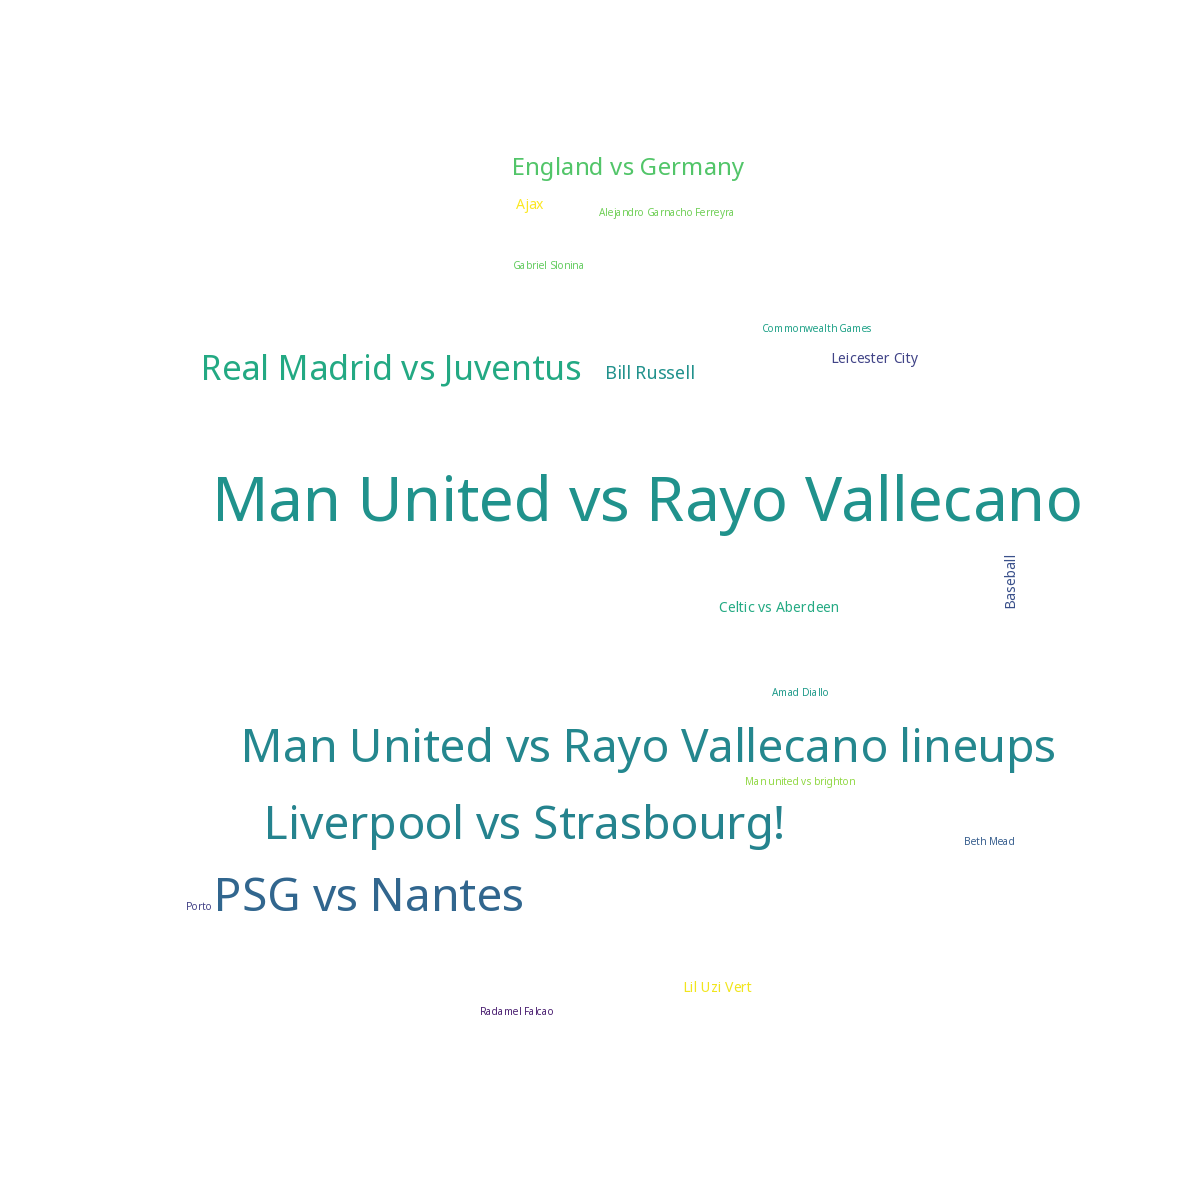 England vs Germany
Ajax
Alejandro Garnacho Ferreyra
Gabriel Slonina
Commonwealth Games
Leicester City
Real Madrid vs Juventus
Bill Russell
Man United vs Rayo Vallecano
Baseball
Celtic vs Aberdeen
Amad Diallo
Man United vs Rayo Vallecano lineups
Man united vs brighton
Liverpool vs Strasbourg!
Beth Mead
PSG vs Nantes
Porto
Lil Uzi Vert
Radamel Falcao